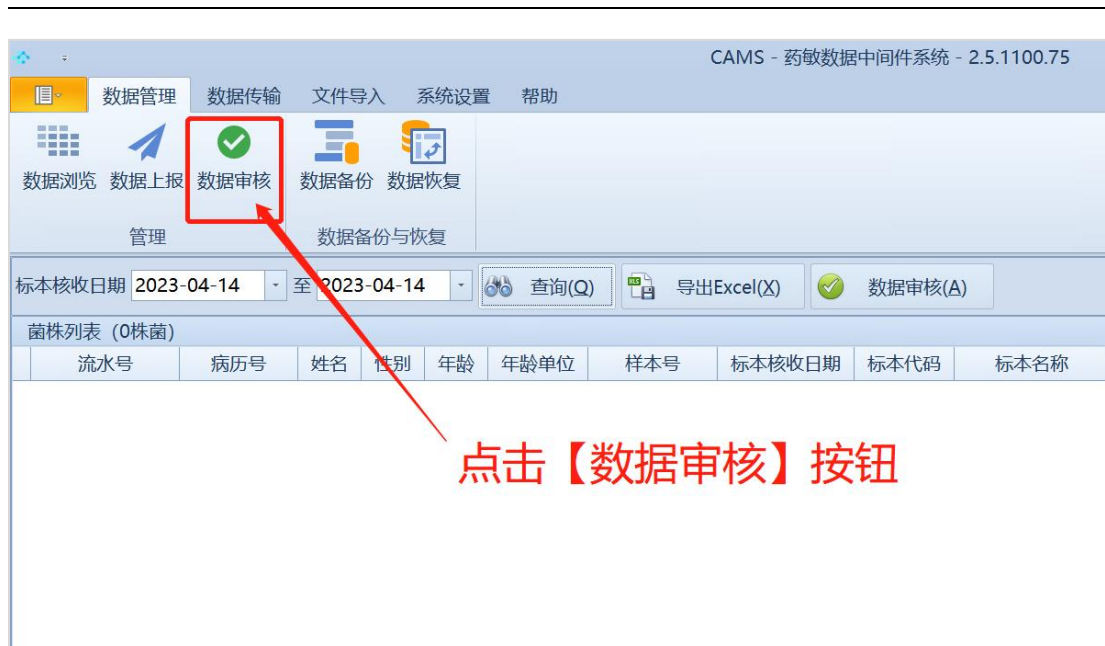 CAMS - 药敏数据中间件系统 - 2.5.1100.75
数据管理 数据传输 文件导入 系统设置 帮助
数据浏览 数据上报 数据审核 数据备份 数据恢复
管理 数据备份与恢复
标本核收日期 2023-04-14 至 2023-04-14 查询(Q) 导出Excel(X) 数据审核(A)
菌株列表（0株菌）
流水号 病历号 姓名 性别 年龄 年龄单位 样本号 标本核收日期 标本代码 标本名称
点击【数据审核】按钮